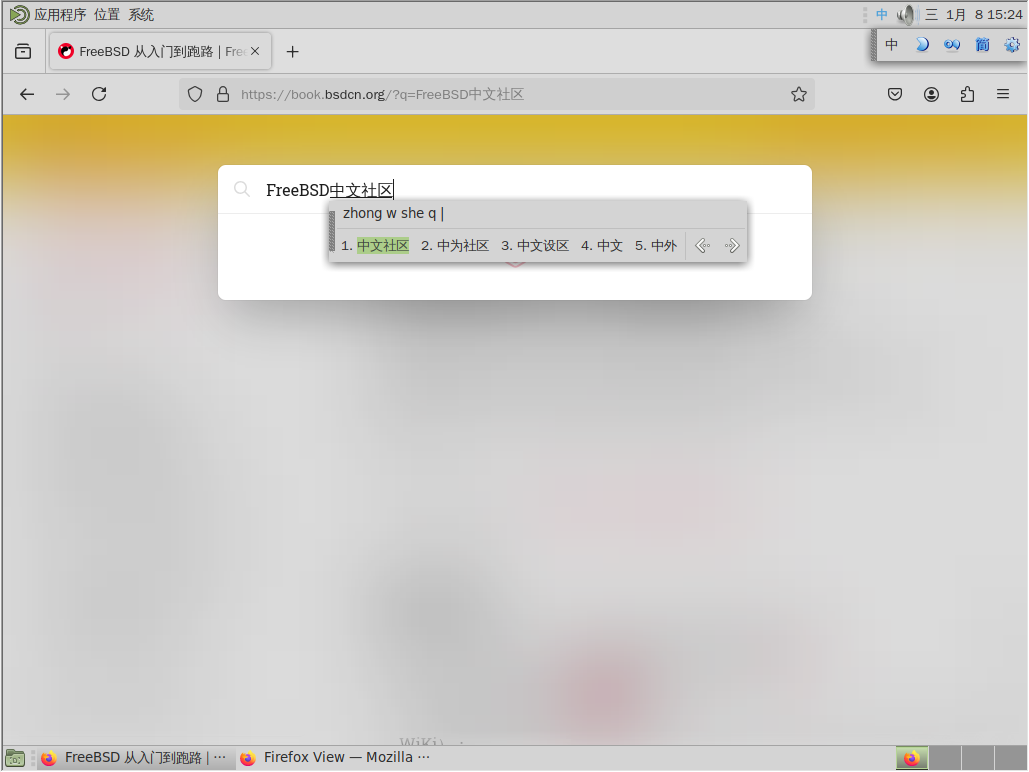 应用程序 位置 系统 中 三 1月 8 15:24
FreeBSD 从入门到跑路 | Fre
中 简
https://book.bsdcn.org/?q=FreeBSD中文社区
FreeBSD中文社区
zhong w she q
1. 中文社区 2. 中为社区 3. 中文设区 4. 中文 5. 中外
WiKi）：
FreeBSD 从入门到跑路 | ··· Firefox View — Mozilla ···